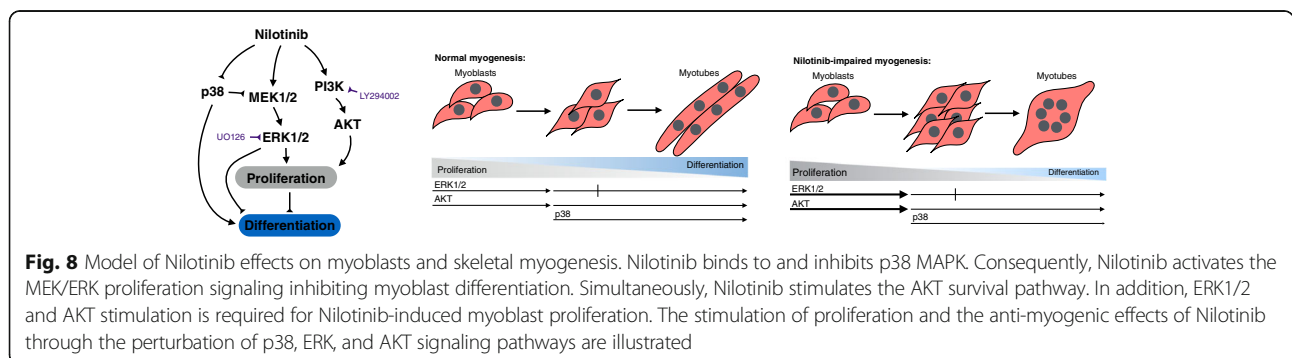 Nilotinib
p38
MEK1/2
PI3K
LY294002
AKT
UO126
ERK1/2
Proliferation
Differentiation
Normal myogenesis:
Myoblasts
Myotubes
Differentiation
Proliferation
ERK1/2
AKT
p38
Nilotinib-impaired myogenesis:
Myoblasts
Myotubes
Proliferation
Differentiation
ERK1/2
AKT
p38
Fig. 8 Model of Nilotinib effects on myoblasts and skeletal myogenesis. Nilotinib binds to and inhibits p38 MAPK. Consequently, Nilotinib activates the
MEK/ERK proliferation signaling inhibiting myoblast differentiation. Simultaneously, Nilotinib stimulates the AKT survival pathway. In addition, ERK1/2
and AKT stimulation is required for Nilotinib-induced myoblast proliferation. The stimulation of proliferation and the anti-myogenic effects of Nilotinib
through the perturbation of p38, ERK, and AKT signaling pathways are illustrated